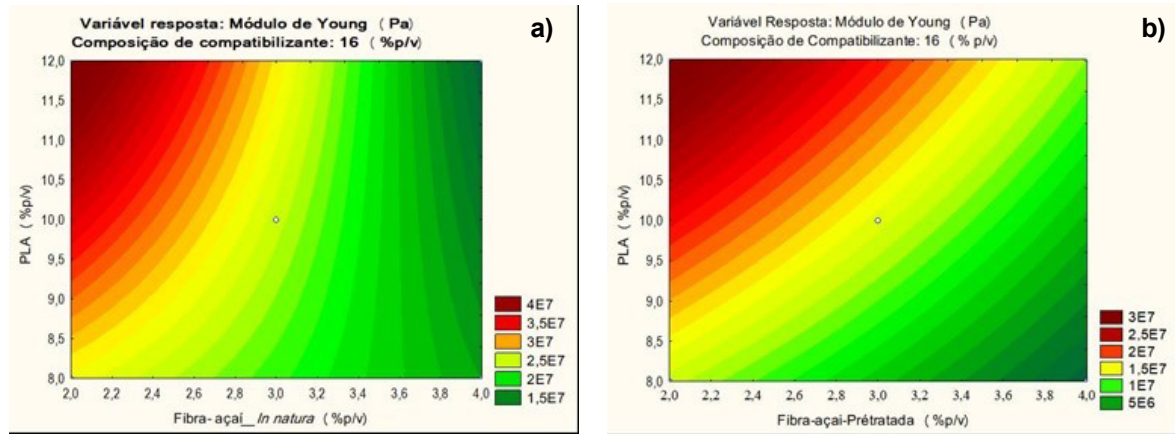 Variável resposta: Módulo de Young ( Pa)
Composição de compatibilizante: 16 ( %p/v)
a)
12,0
11,5
11,0
10,5
10,0
9,5
9,0
8,5
8,0
PLA ( %p/v)
2,0 2,2 2,4 2,6 2,8 3,0 3,2 3,4 3,6 3,8 4,0
Fibra- açaí__In natura ( %p/v)
4E7
3,5E7
3E7
2,5E7
2E7
1,5E7
Variável Resposta: Módulo de Young ( Pa)
Composição de Compatibilizante: 16 ( % p/v)
b)
12,0
11,5
11,0
10,5
10,0
9,5
9,0
8,5
8,0
PLA ( %p/v)
2,0 2,2 2,4 2,6 2,8 3,0 3,2 3,4 3,6 3,8 4,0
Fibra-açai-Prétratada ( %p/v)
3E7
2,5E7
2E7
1,5E7
1E7
5E6